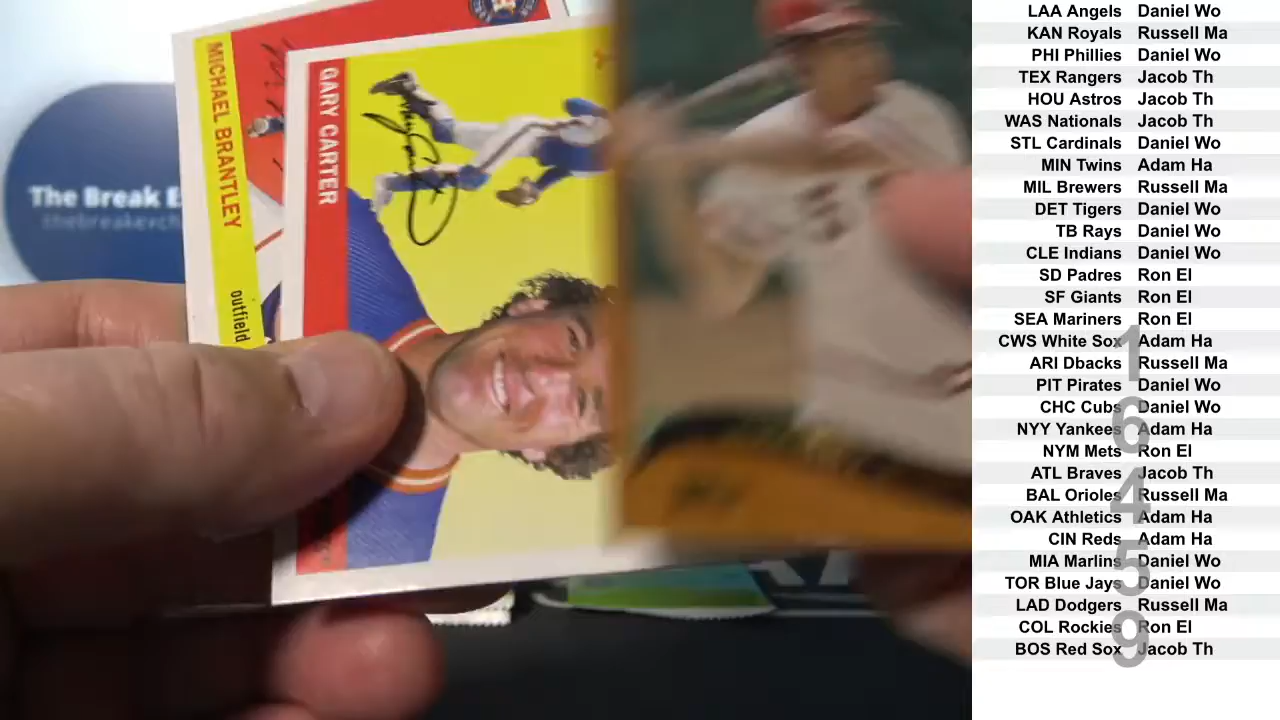 The Break E
thebreakevch
MICHAEL BRANTLEY
outfield
GARY CARTER
LAA Angels Daniel Wo
KAN Royals Russell Ma
PHI Phillies Daniel Wo
TEX Rangers Jacob Th
HOU Astros Jacob Th
WAS Nationals Jacob Th
STL Cardinals Daniel Wo
MIN Twins Adam Ha
MIL Brewers Russell Ma
DET Tigers Daniel Wo
TB Rays Daniel Wo
CLE Indians Daniel Wo
SD Padres Ron El
SF Giants Ron El
SEA Mariners Ron El
CWS White Sox Adam Ha
ARI Dbacks Russell Ma
PIT Pirates Daniel Wo
CHC Cubs Daniel Wo
NYY Yankees Adam Ha
NYM Mets Ron El
ATL Braves Jacob Th
BAL Orioles Russell Ma
OAK Athletics Adam Ha
CIN Reds Adam Ha
MIA Marlins Daniel Wo
TOR Blue Jays Daniel Wo
LAD Dodgers Russell Ma
COL Rockies Ron El
BOS Red Sox Jacob Th
1
6
4
5
9